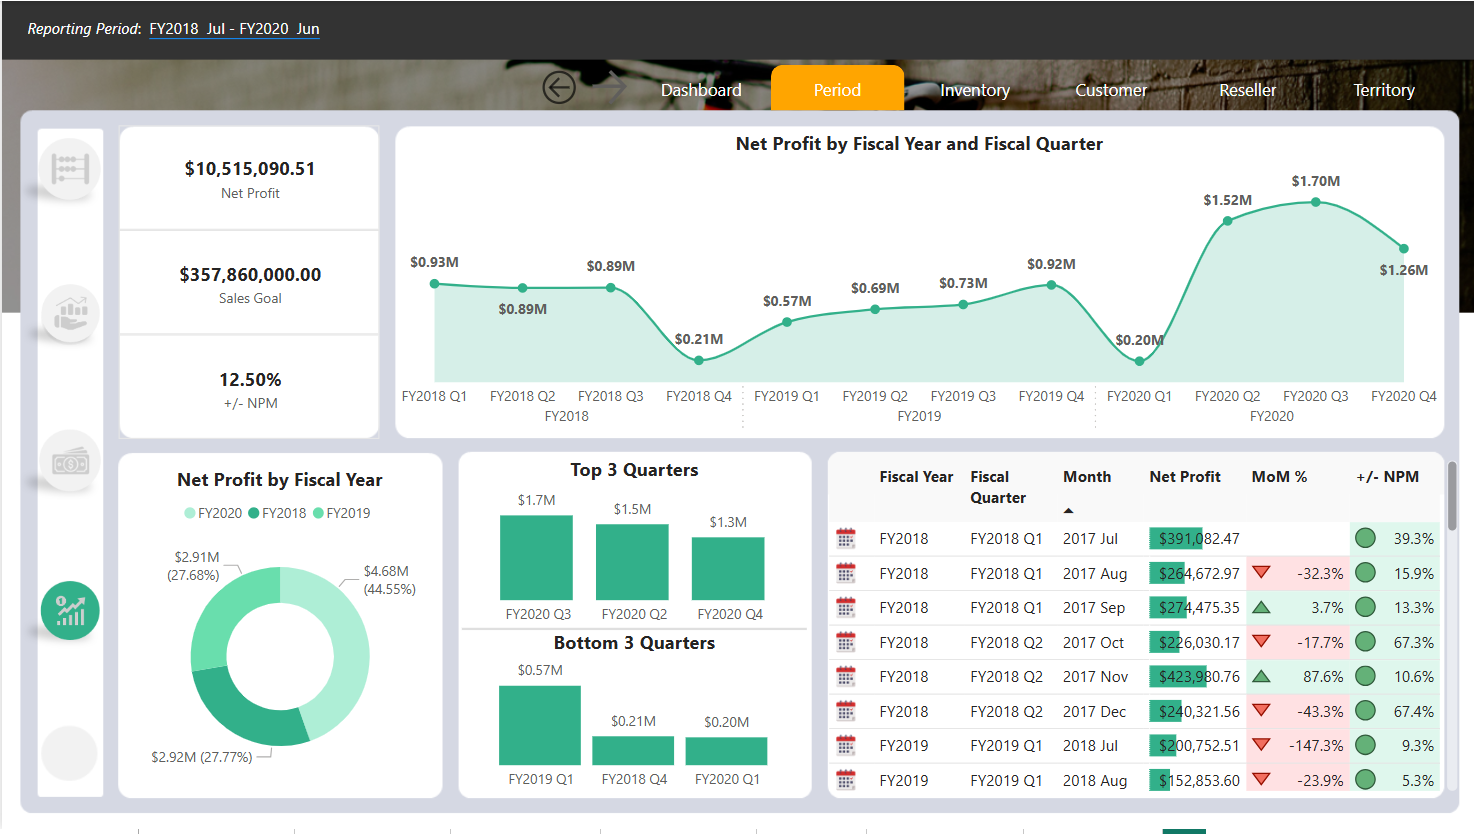 Reporting Period: FY2018 Jul - FY2020 Jun
Dashboard Period Inventory Customer Reseller Territory
$10,515,090.51
Net Profit
$357,860,000.00
Sales Goal
12.50%
+/- NPM
Net Profit by Fiscal Year and Fiscal Quarter
$0.93M $0.89M $0.89M $0.21M $0.57M $0.69M $0.73M $0.92M $0.20M $1.52M $1.70M $1.26M
FY2018 Q1 FY2018 Q2 FY2018 Q3 FY2018 Q4 FY2019 Q1 FY2019 Q2 FY2019 Q3 FY2019 Q4 FY2020 Q1 FY2020 Q2 FY2020 Q3 FY2020 Q4
FY2018 FY2019 FY2020
Net Profit by Fiscal Year
FY2020 FY2018 FY2019
$2.91M
(27.68%)
$4.68M
(44.55%)
$2.92M (27.77%)
Top 3 Quarters
$1.7M $1.5M $1.3M
FY2020 Q3 FY2020 Q2 FY2020 Q4
Bottom 3 Quarters
$0.57M $0.21M $0.20M
FY2019 Q1 FY2018 Q4 FY2020 Q1
Fiscal Year Fiscal Quarter Month Net Profit MoM % +/- NPM
FY2018 FY2018 Q1 2017 Jul $391,082.47 39.3%
FY2018 FY2018 Q1 2017 Aug $264,672.97 -32.3% 15.9%
FY2018 FY2018 Q1 2017 Sep $274,475.35 3.7% 13.3%
FY2018 FY2018 Q2 2017 Oct $226,030.17 -17.7% 67.3%
FY2018 FY2018 Q2 2017 Nov $423,980.76 87.6% 10.6%
FY2018 FY2018 Q2 2017 Dec $240,321.56 -43.3% 67.4%
FY2019 FY2019 Q1 2018 Jul $200,752.51 -147.3% 9.3%
FY2019 FY2019 Q1 2018 Aug $152,853.60 -23.9% 5.3%